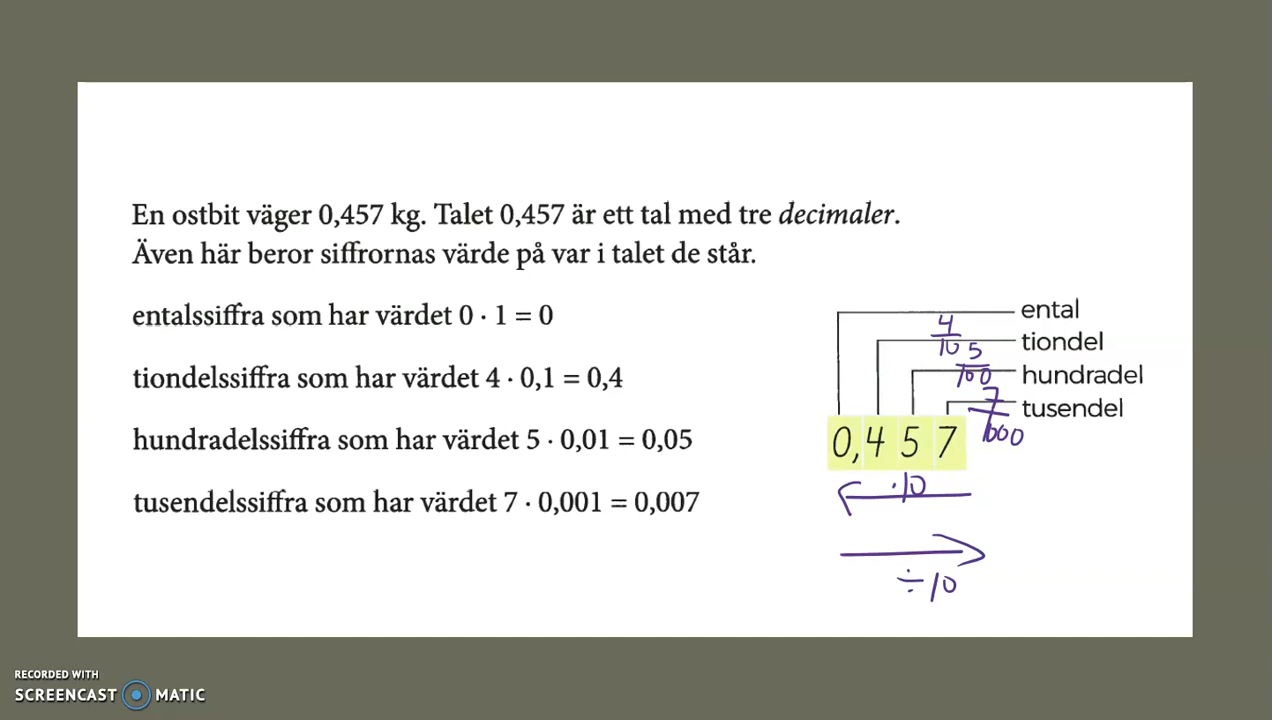 En ostbit väger 0,457 kg. Talet 0,457 är ett tal med tre decimaler.
Även här beror siffrornas värde på var i talet de står.
entalssiffra som har värdet 0 · 1 = 0
tiondelssiffra som har värdet 4 · 0,1 = 0,4
hundradelssiffra som har värdet 5 · 0,01 = 0,05
tusendelssiffra som har värdet 7 · 0,001 = 0,007
ental
4/10 tiondel
5/100 hundradel
7/1000 tusendel
0,457
·10
÷10
RECORDED WITH
SCREENCAST MATIC